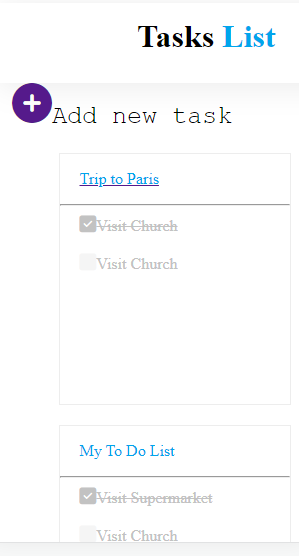 Tasks List
Add new task
Trip to Paris
Visit Church
Visit Church
My To Do List
Visit Supermarket
Visit Church